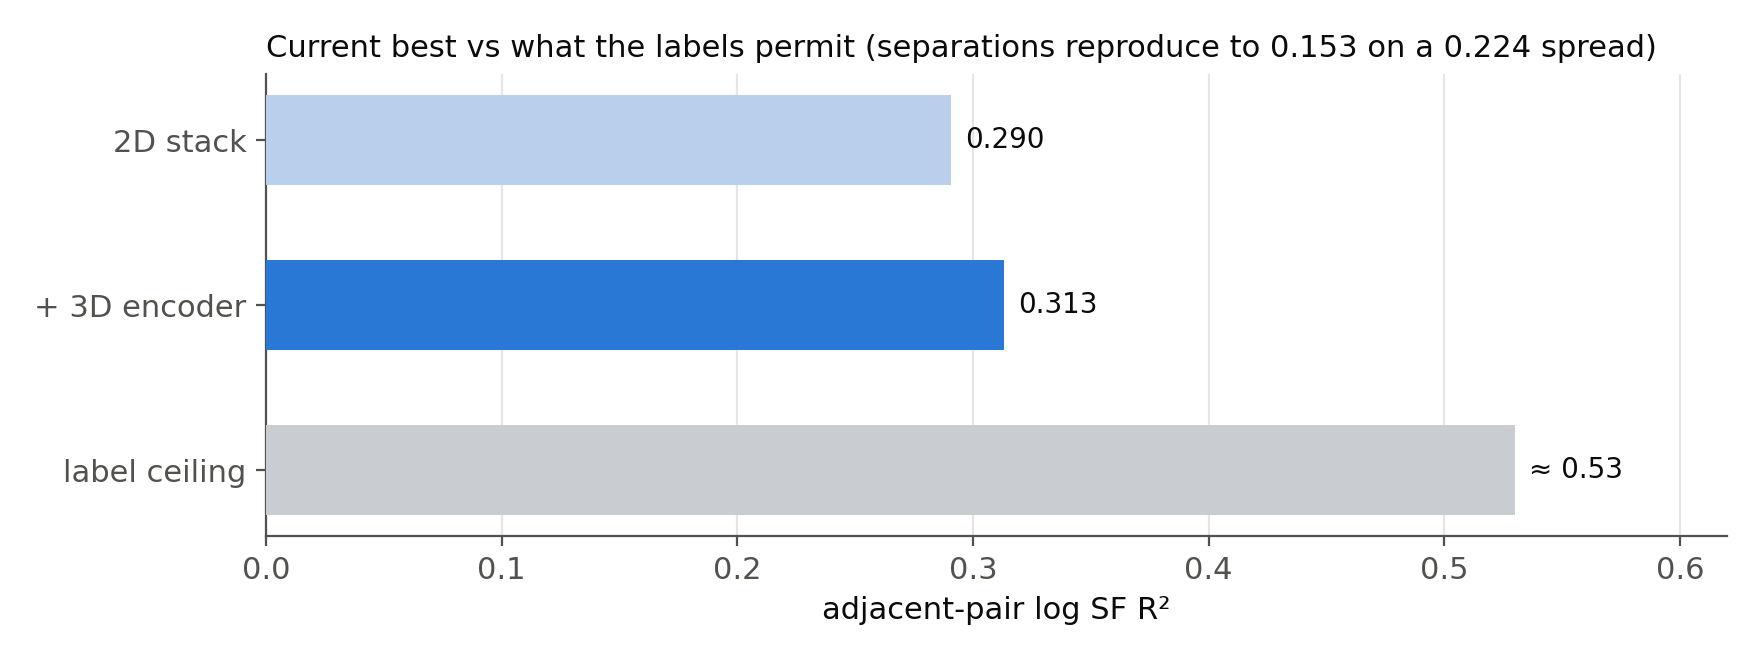 Current best vs what the labels permit (separations reproduce to 0.153 on a 0.224 spread)
2D stack
0.290
+ 3D encoder
0.313
label ceiling
≈ 0.53
0.0 0.1 0.2 0.3 0.4 0.5 0.6
adjacent-pair log SF R²